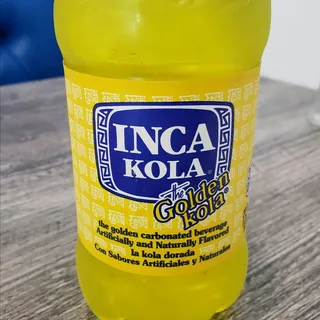 INCA
KOLA®
the
Golden
kola®
the golden carbonated beverage
Artificially and Naturally Flavored
la kola dorada
Con Sabores Artificiales y Naturales